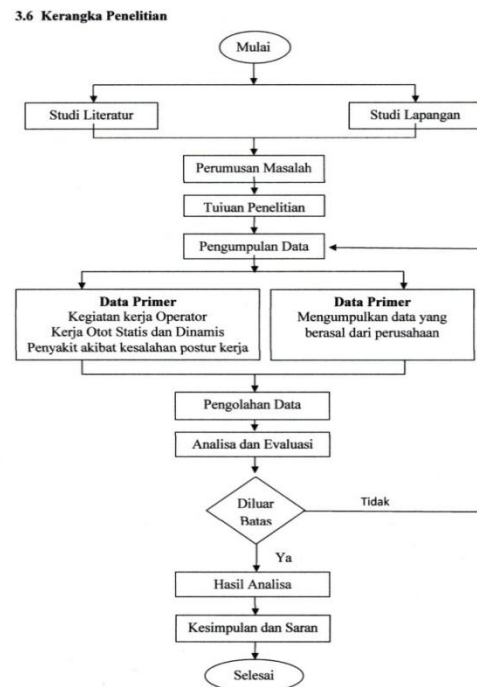 3.6 Kerangka Penelitian
Mulai
Studi Literatur
Studi Lapangan
Perumusan Masalah
Tuiuan Penelitian
Pengumpulan Data
Data Primer
Kegiatan kerja Operator
Kerja Otot Statis dan Dinamis
Penyakit akibat kesalahan postur kerja
Data Primer
Mengumpulkan data yang
berasal dari perusahaan
Pengolahan Data
Analisa dan Evaluasi
Diluar
Batas
Tidak
Ya
Hasil Analisa
Kesimpulan dan Saran
Selesai